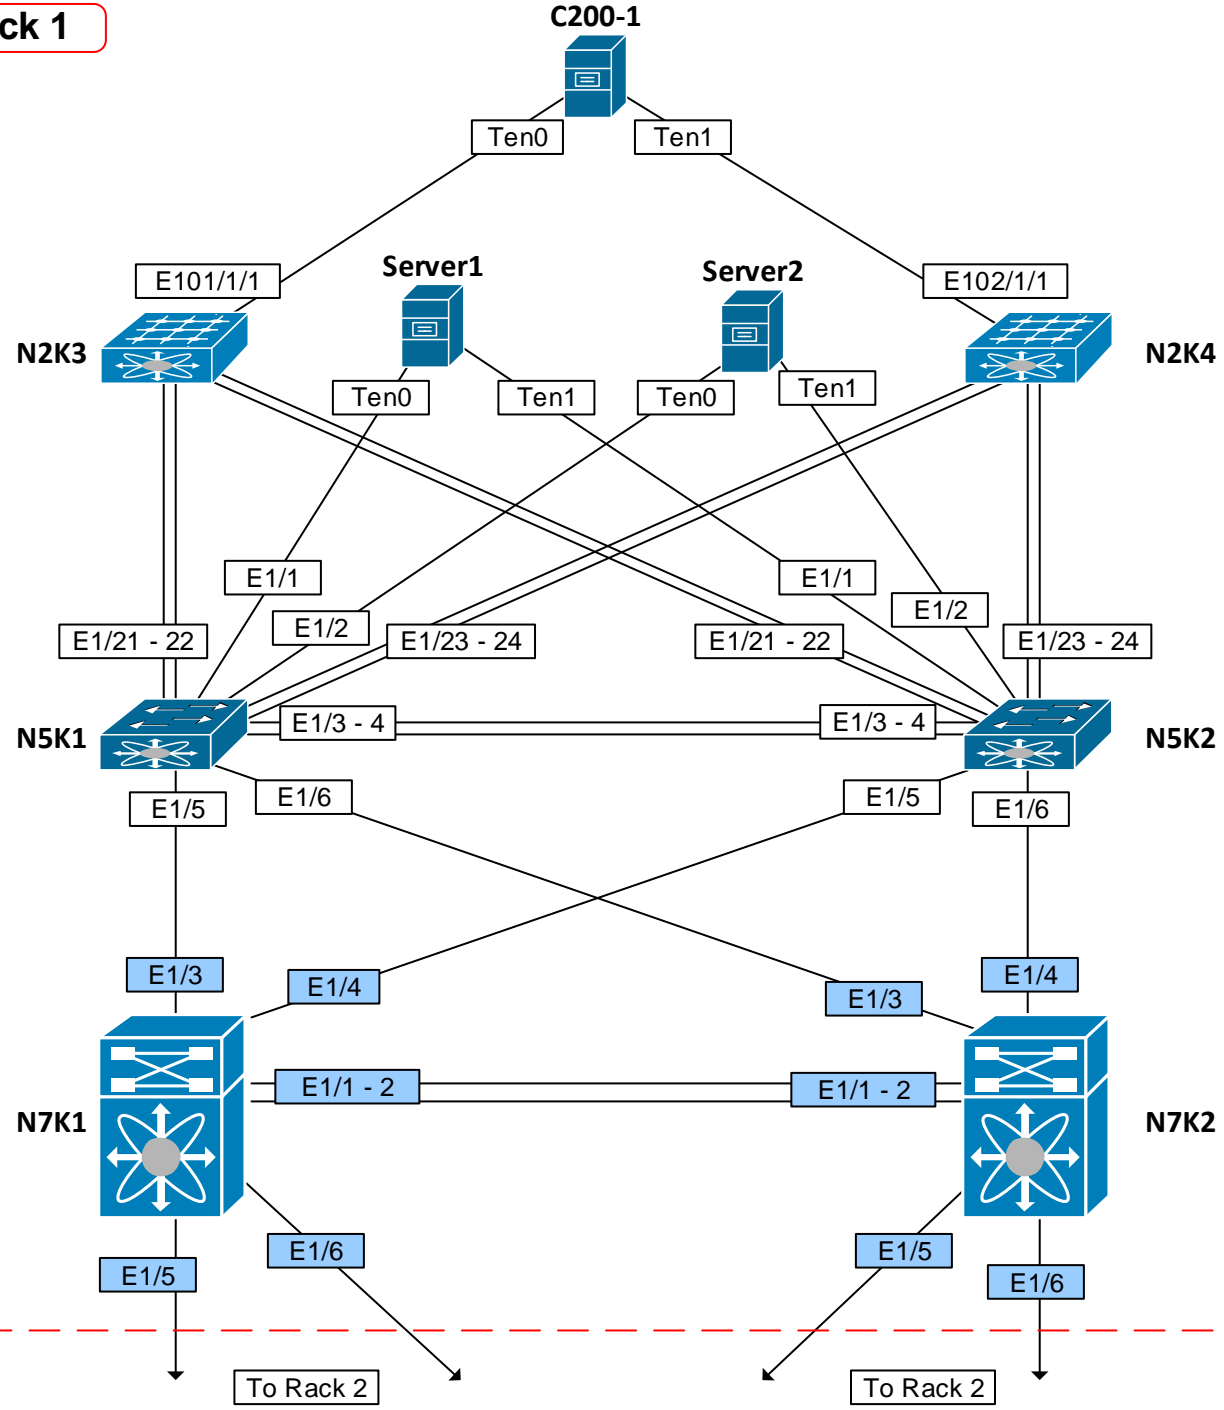 ck 1
C200-1
Ten0
Ten1
E101/1/1
Server1
Server2
E102/1/1
N2K3
N2K4
Ten0
Ten1
Ten0
Ten1
E1/1
E1/1
E1/2
E1/2
E1/21 - 22
E1/23 - 24
E1/21 - 22
E1/23 - 24
N5K1
E1/3 - 4
E1/3 - 4
N5K2
E1/5
E1/6
E1/5
E1/6
E1/3
E1/4
E1/3
E1/4
E1/1 - 2
E1/1 - 2
N7K1
N7K2
E1/5
E1/6
E1/5
E1/6
To Rack 2
To Rack 2